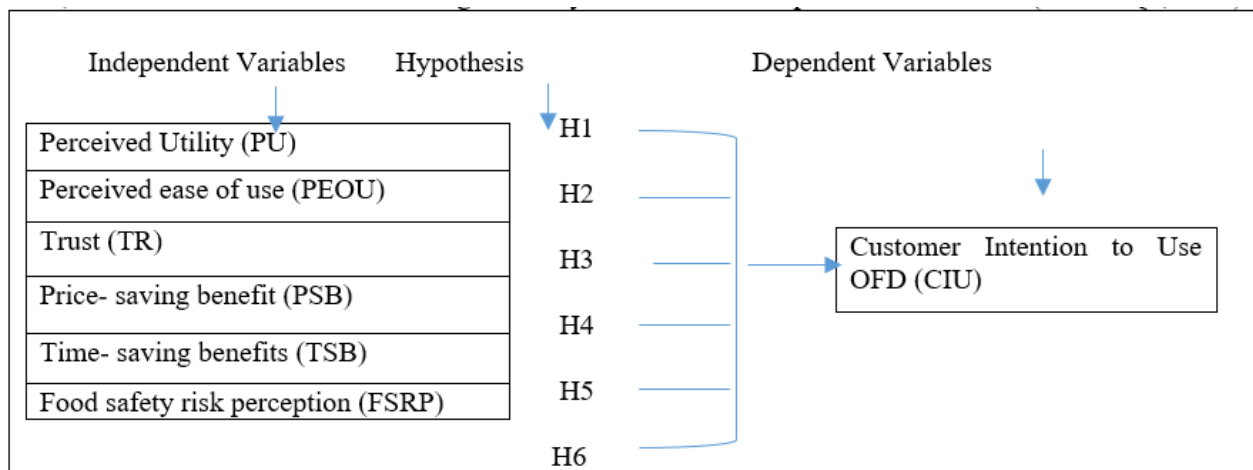 Independent Variables Hypothesis Dependent Variables
Perceived Utility (PU)
Perceived ease of use (PEOU)
Trust (TR)
Price- saving benefit (PSB)
Time- saving benefits (TSB)
Food safety risk perception (FSRP)
H1
H2
H3
H4
H5
H6
Customer Intention to Use
OFD (CIU)